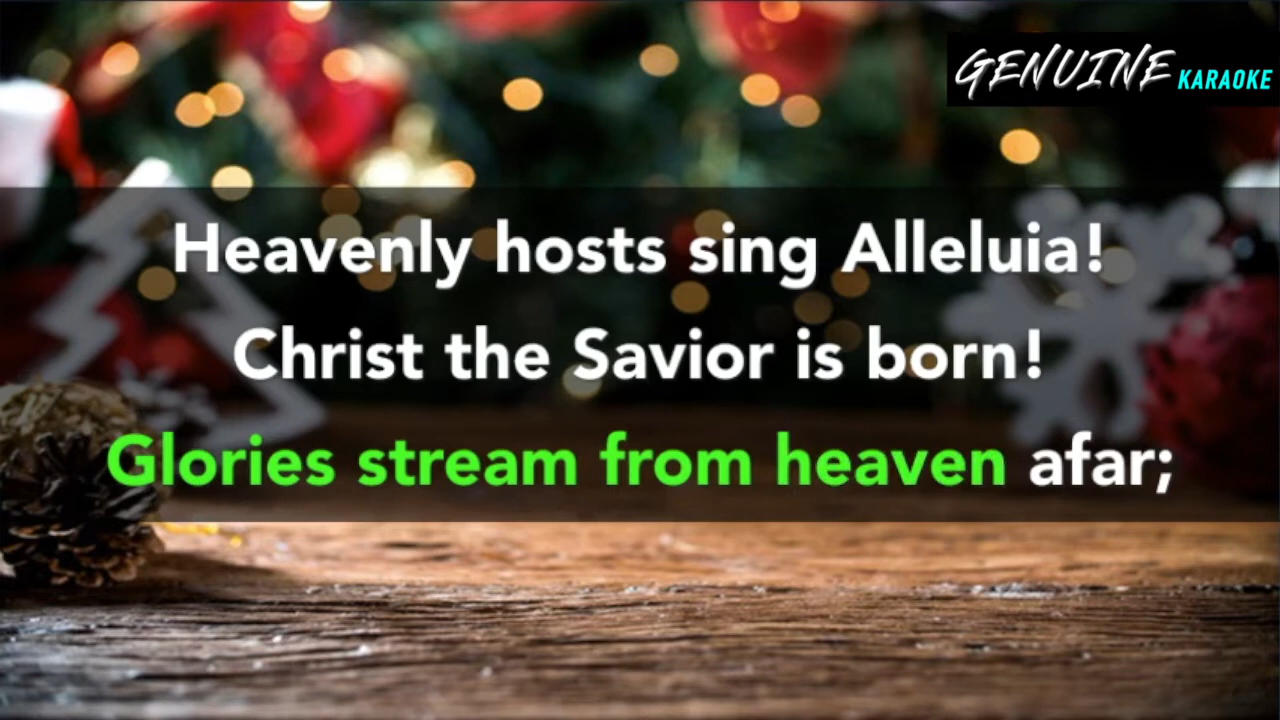 GENUINE KARAOKE
Heavenly hosts sing Alleluia!
Christ the Savior is born!
Glories stream from heaven afar;